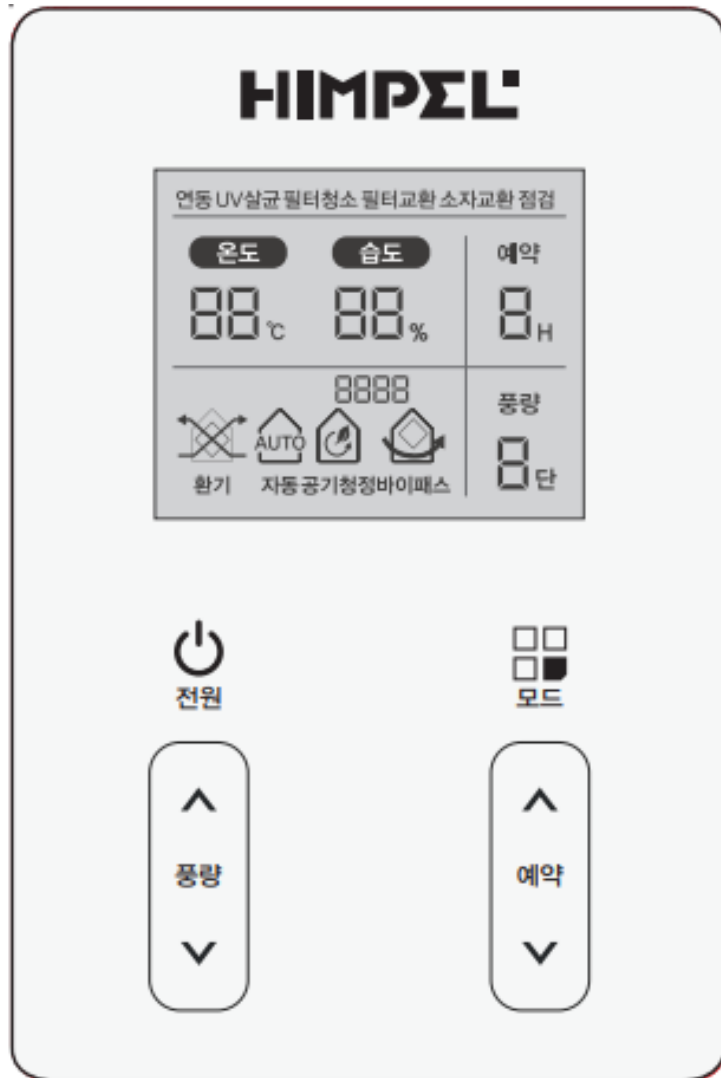 HIMPEL
연동 UV살균 필터청소 필터교환 소자교환 점검
온도 습도 예약
88 ℃ 88 % 8 H
8888
풍량
AUTO
8 단
환기 자동 공기청정 바이패스
전원 모드
풍량 예약